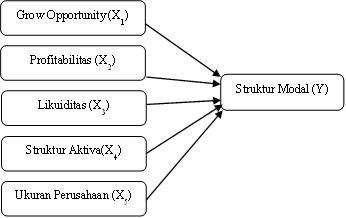 Grow Opportunity (X1)
Profitabilitas (X2)
Likuiditas (X3)
Struktur Aktiva(X4)
Ukuran Perusahaan (X5)
Struktur Modal (Y)